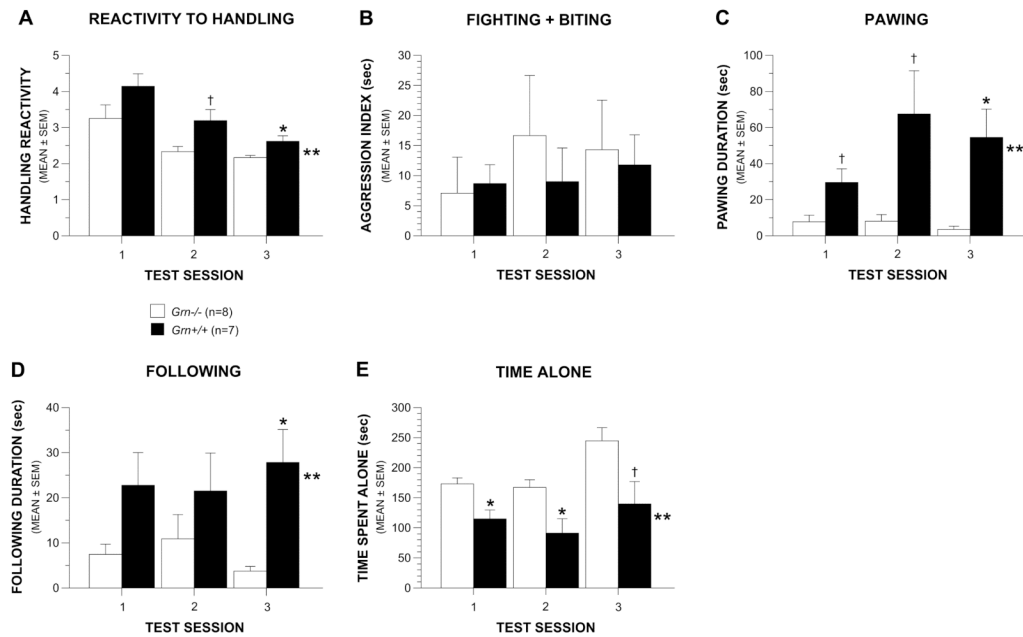 A
REACTIVITY TO HANDLING
HANDLING REACTIVITY
(MEAN ± SEM)
5
4
3
2
1
0
†
*
**
1 2 3
TEST SESSION
B
FIGHTING + BITING
AGGRESSION INDEX (sec)
(MEAN ± SEM)
30
25
20
15
10
5
0
1 2 3
TEST SESSION
C
PAWING
PAWING DURATION (sec)
(MEAN ± SEM)
100
80
60
40
20
0
†
†
*
**
1 2 3
TEST SESSION
Grn-/- (n=8)
Grn+/+ (n=7)
D
FOLLOWING
FOLLOWING DURATION (sec)
(MEAN ± SEM)
40
30
20
10
0
*
**
1 2 3
TEST SESSION
E
TIME ALONE
TIME SPENT ALONE (sec)
(MEAN ± SEM)
300
250
200
150
100
50
0
*
*
†
**
1 2 3
TEST SESSION